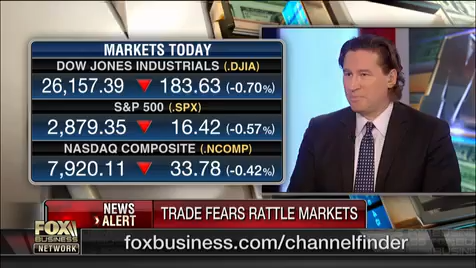 MARKETS TODAY
DOW JONES INDUSTRIALS (.DJIA)
26,157.39 ▼ 183.63 (-0.70%)
S&P 500 (.SPX)
2,879.35 ▼ 16.42 (-0.57%)
NASDAQ COMPOSITE (.NCOMP)
7,920.11 ▼ 33.78 (-0.42%)
NEWS ALERT
TRADE FEARS RATTLE MARKETS
FOX
BUSINESS
NETWORK
foxbusiness.com/channelfinder